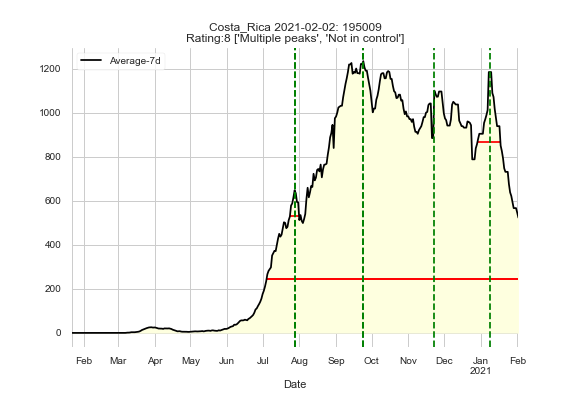 Costa_Rica 2021-02-02: 195009
Rating:8 ['Multiple peaks', 'Not in control']
Average-7d
1200
1000
800
600
400
200
0
Feb Mar Apr May Jun Jul Aug Sep Oct Nov Dec Jan Feb
2021
Date